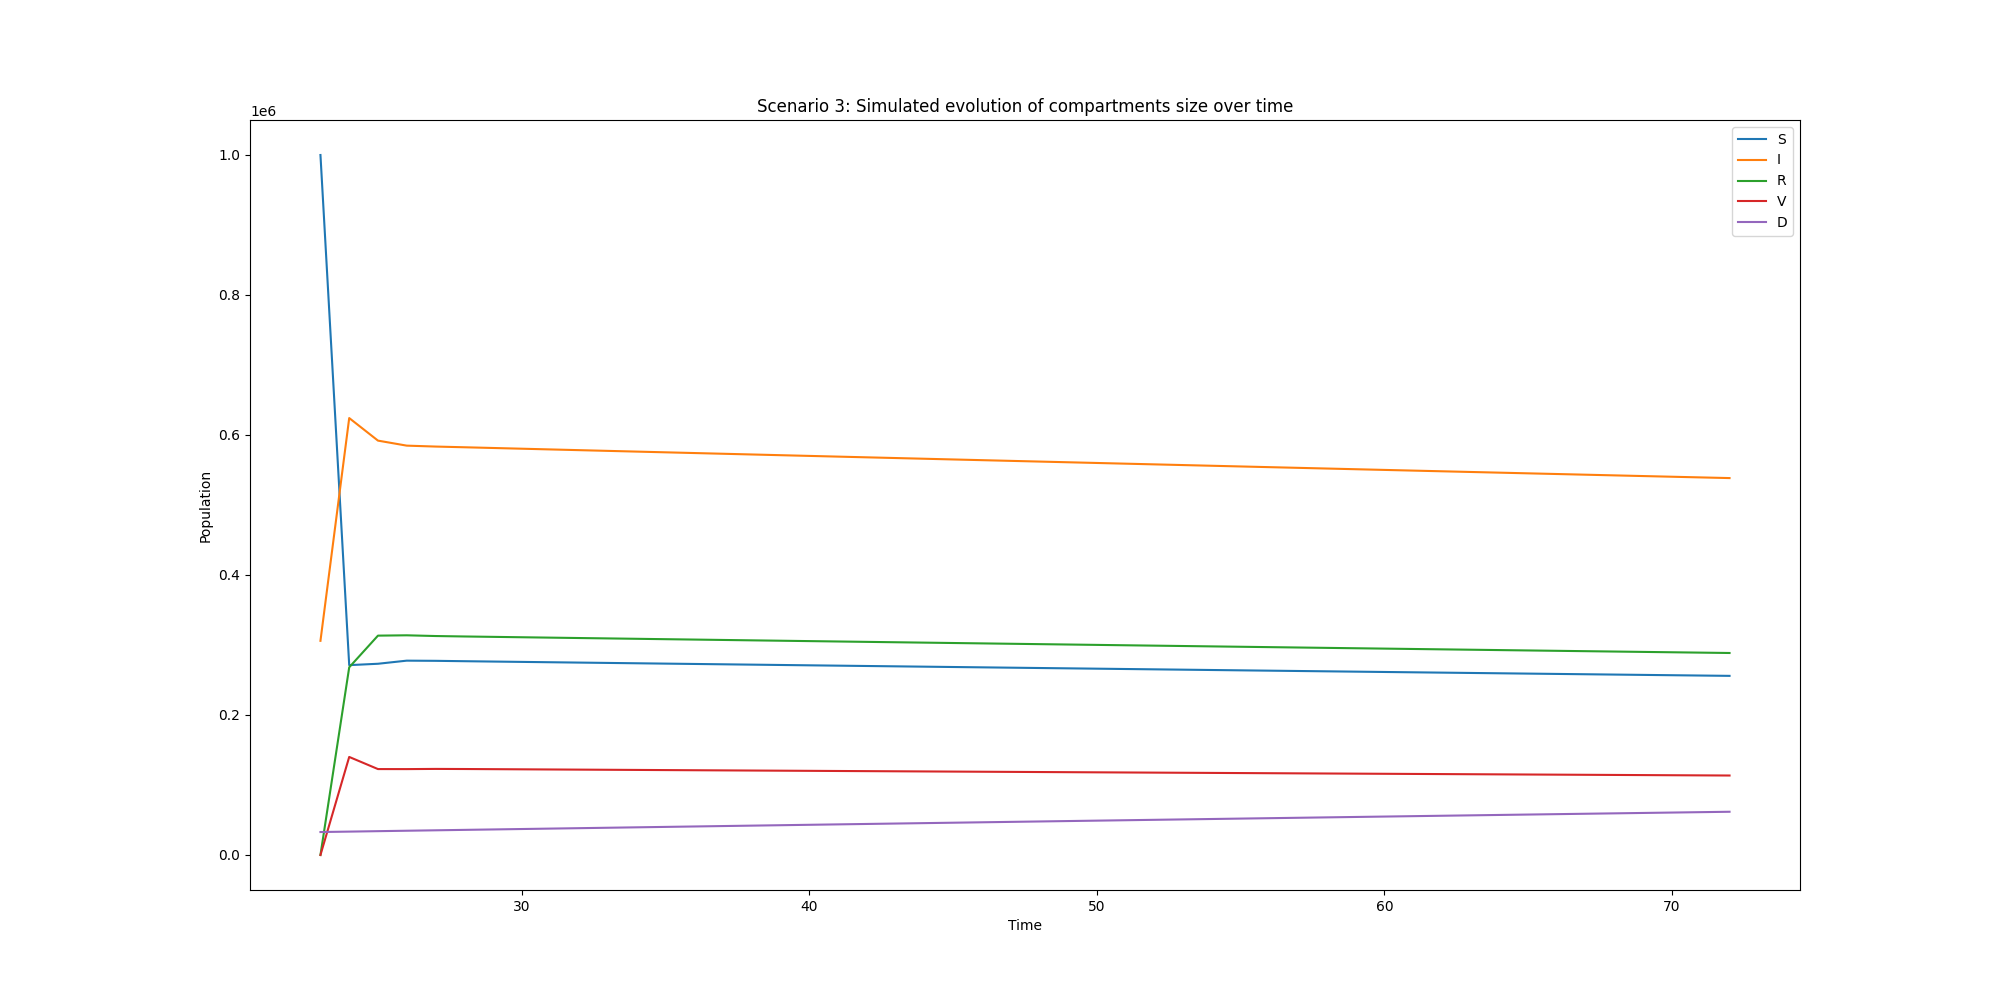 Scenario 3: Simulated evolution of compartments size over time
1e6
S
I
R
V
D
1.0
0.8
0.6
0.4
0.2
0.0
Population
30 40 50 60 70
Time